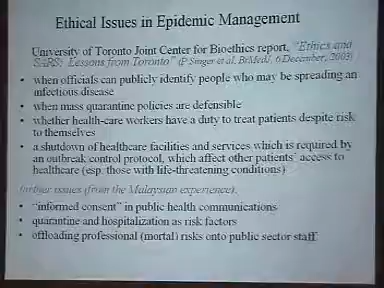 Ethical Issues in Epidemic Management
University of Toronto Joint Center for Bioethics report, "Ethics and
SARS: Lessons from Toronto" (P Singer et al, BrMedJ, 6 December, 2003)
• when officials can publicly identify people who may be spreading an
infectious disease
• when mass quarantine policies are defensible
• whether health-care workers have a duty to treat patients despite risk
to themselves
• a shutdown of healthcare facilities and services which is required by
an outbreak control protocol, which affect other patients' access to
healthcare (esp. those with life-threatening conditions)
further issues (from the Malaysian experience):
• "informed consent" in public health communications
• quarantine and hospitalization as risk factors
• offloading professional (mortal) risks onto public sector staff